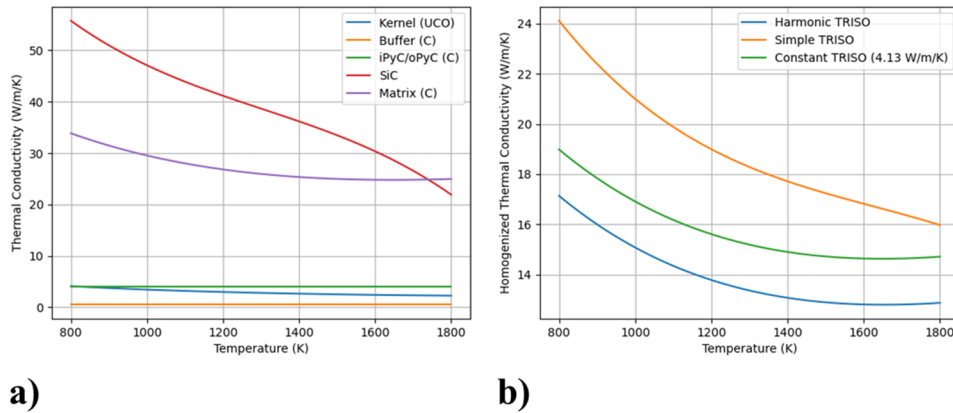 Thermal Conductivity (W/m/K)
50
40
30
20
10
0
Kernel (UCO)
Buffer (C)
iPyC/oPyC (C)
SiC
Matrix (C)
800 1000 1200 1400 1600 1800
Temperature (K)
a)
Homogenized Thermal Conductivity (W/m/K)
24
22
20
18
16
14
Harmonic TRISO
Simple TRISO
Constant TRISO (4.13 W/m/K)
800 1000 1200 1400 1600 1800
Temperature (K)
b)